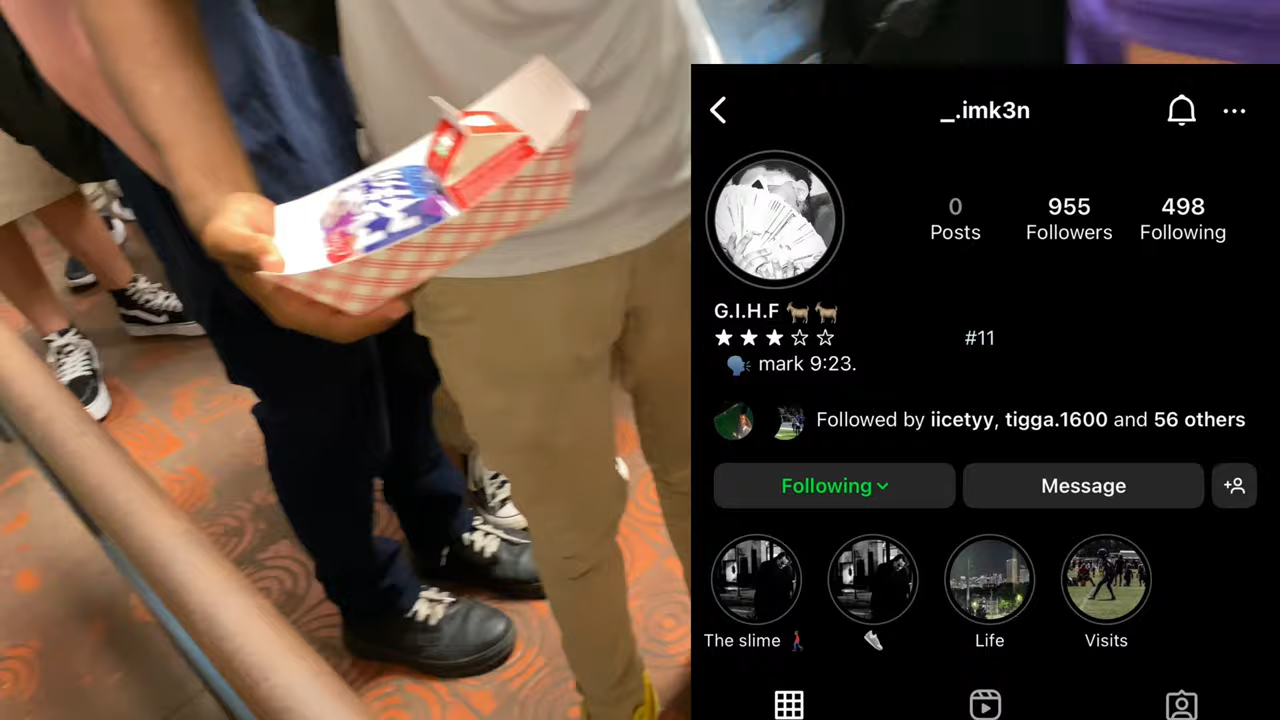 _.imk3n
0
Posts
955
Followers
498
Following
G.I.H.F 🐐🐐
★ ★ ★ ☆ ☆ #11
🗣️ mark 9:23.
Followed by iicetyy, tigga.1600 and 56 others
Following
Message
The slime 🚶
👟
Life
Visits